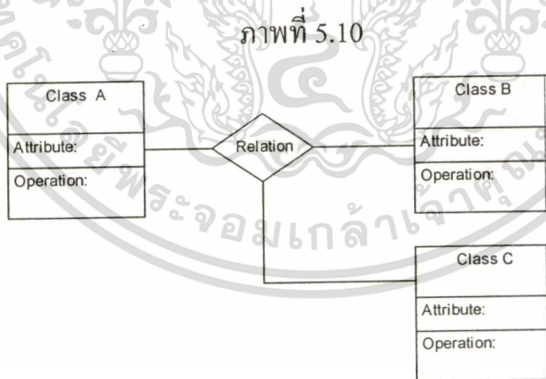 ภาพที่ 5.10
Class A
Attribute:
Operation:
Relation
Class B
Attribute:
Operation:
Class C
Attribute:
Operation: